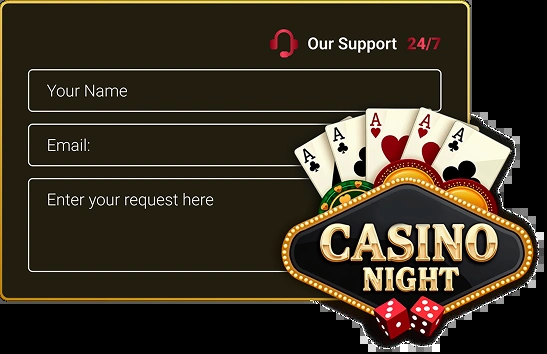 Our Support 24/7
Your Name
Email:
Enter your request here
A
A
A
A
A
CASINO
NIGHT